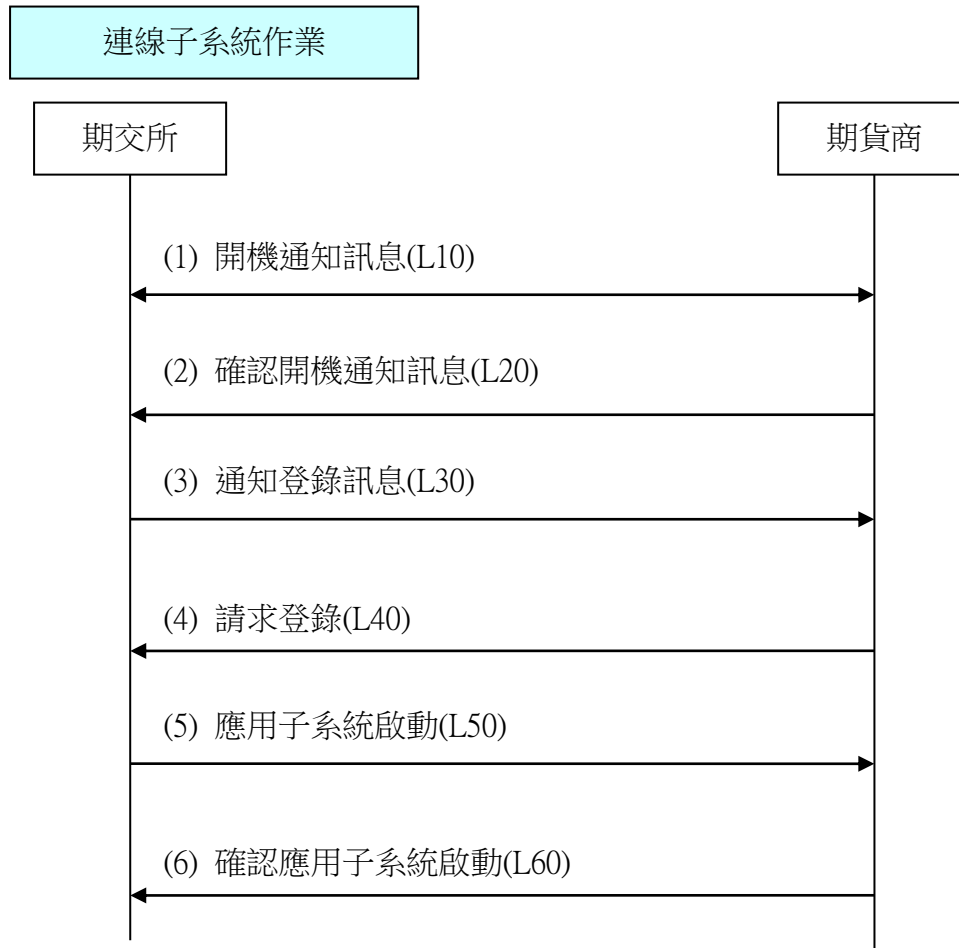 連線子系統作業
期交所
期貨商
(1) 開機通知訊息(L10)
(2) 確認開機通知訊息(L20)
(3) 通知登錄訊息(L30)
(4) 請求登錄(L40)
(5) 應用子系統啟動(L50)
(6) 確認應用子系統啟動(L60)